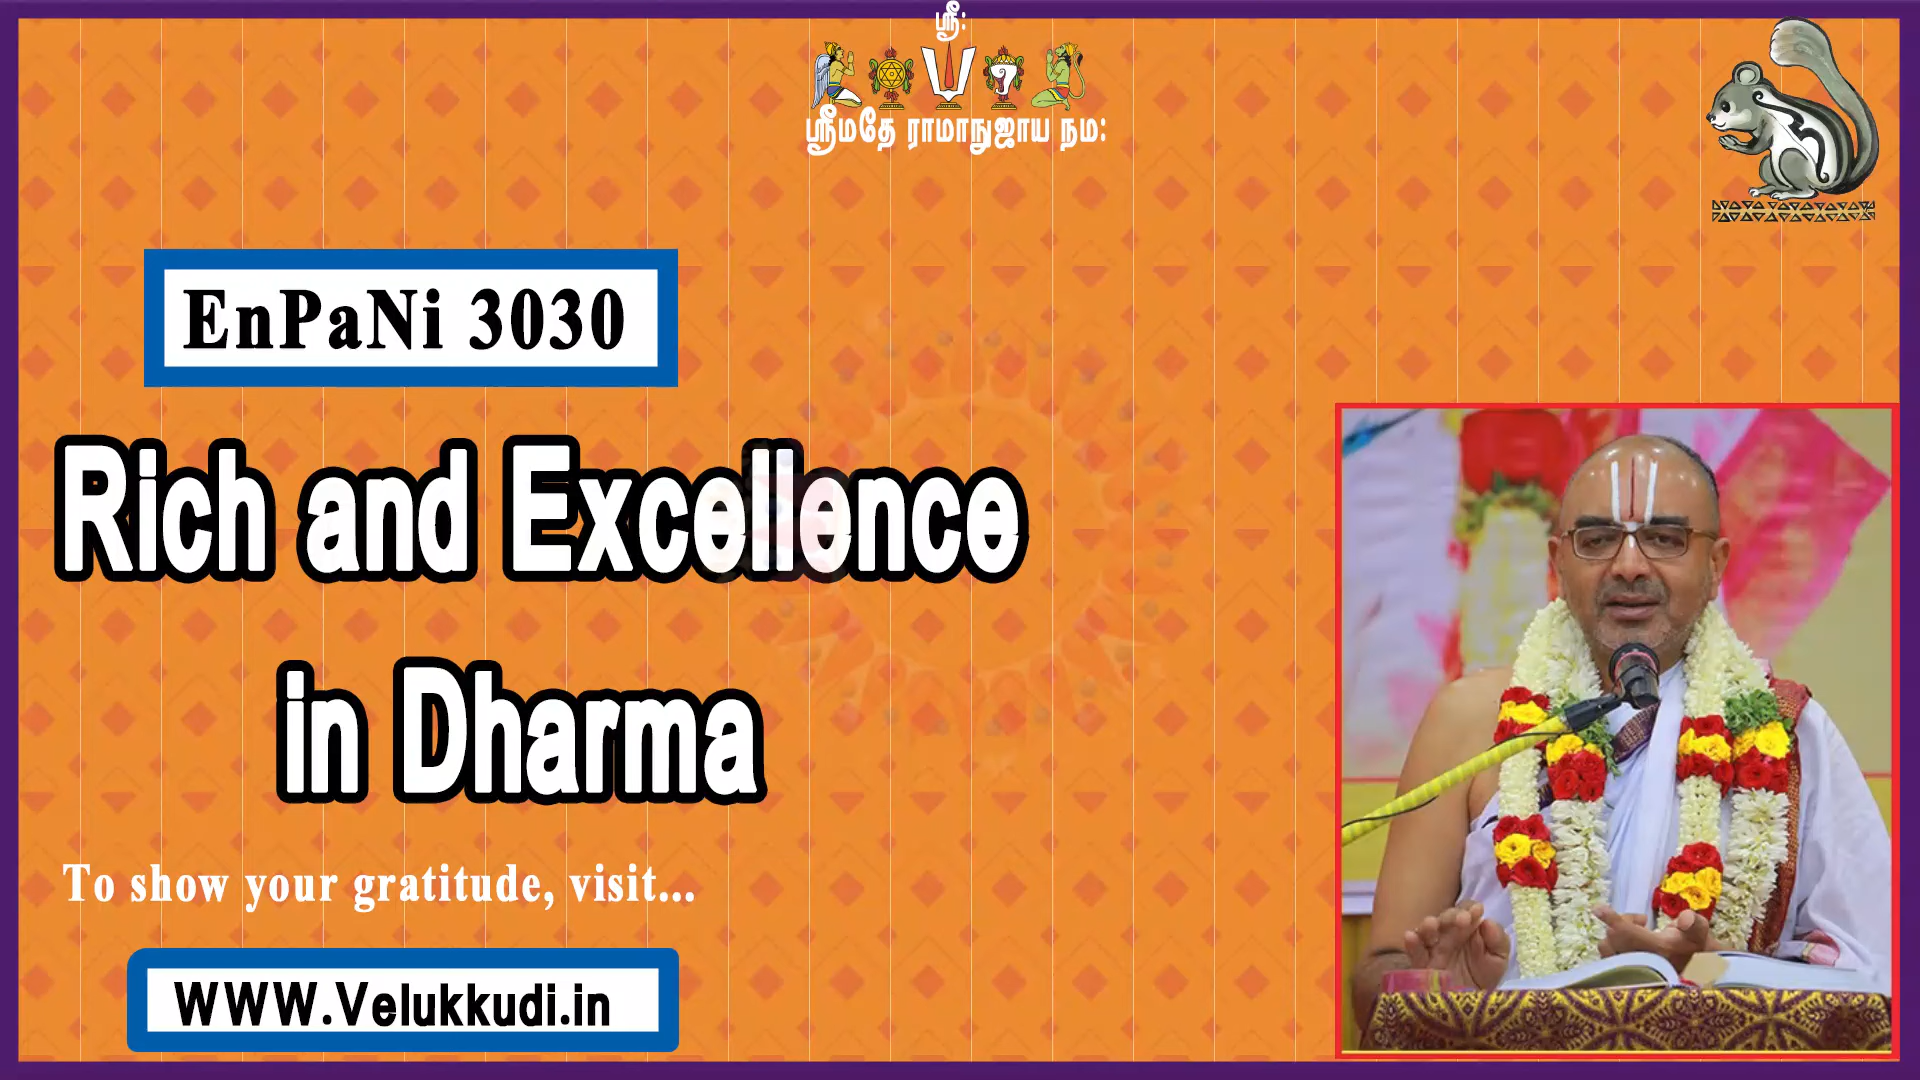 ஸ்ரீ:
ஸ்ரீமதே ராமாநுஜாய நம:
EnPaNi 3030
Rich and Excellence
in Dharma
To show your gratitude, visit...
WWW.Velukkudi.in